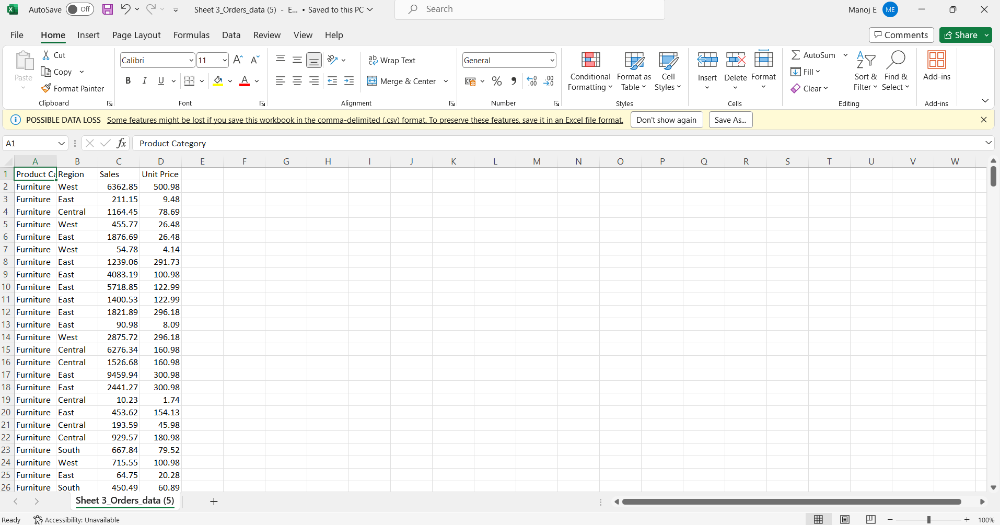 AutoSave Off Sheet 3_Orders_data (5) - E... • Saved to this PC Search Manoj E ME
File Home Insert Page Layout Formulas Data Review View Help Comments Share
Paste
Cut
Copy
Format Painter
Clipboard
Calibri 11
B I U A
Font
Wrap Text
Merge & Center
Alignment
General
% 9 .00 .00
Number
Conditional Formatting
Format as Table
Cell Styles
Styles
Insert Delete Format
Cells
AutoSum
Fill
Clear
Sort & Filter
Find & Select
Editing
Add-ins
Add-ins
POSSIBLE DATA LOSS Some features might be lost if you save this workbook in the comma-delimited (.csv) format. To preserve these features, save it in an Excel file format. Don't show again Save As...
A1 fx Product Category
A B C D E F G H I J K L M N O P Q R S T U V W
1 Product Ca Region Sales Unit Price
2 Furniture West 6362.85 500.98
3 Furniture East 211.15 9.48
4 Furniture Central 1164.45 78.69
5 Furniture West 455.77 26.48
6 Furniture East 1876.69 26.48
7 Furniture West 54.78 4.14
8 Furniture East 1239.06 291.73
9 Furniture East 4083.19 100.98
10 Furniture East 5718.85 122.99
11 Furniture East 1400.53 122.99
12 Furniture East 1821.89 296.18
13 Furniture East 90.98 8.09
14 Furniture West 2875.72 296.18
15 Furniture Central 6276.34 160.98
16 Furniture Central 1526.68 160.98
17 Furniture East 9459.94 300.98
18 Furniture East 2441.27 300.98
19 Furniture Central 10.23 1.74
20 Furniture East 453.62 154.13
21 Furniture Central 193.59 45.98
22 Furniture Central 929.57 180.98
23 Furniture South 667.84 79.52
24 Furniture West 715.55 100.98
25 Furniture East 64.75 20.28
26 Furniture South 450.49 60.89
Sheet 3_Orders_data (5)
Ready Accessibility: Unavailable 100%